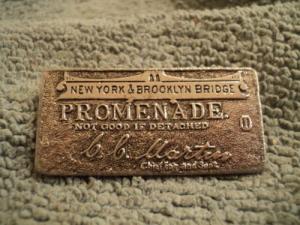 NEW YORK & BROOKLYN BRIDGE
PROMENADE.
NOT GOOD IF DETACHED
C. C. Martin
Chief Eng. and Supt.